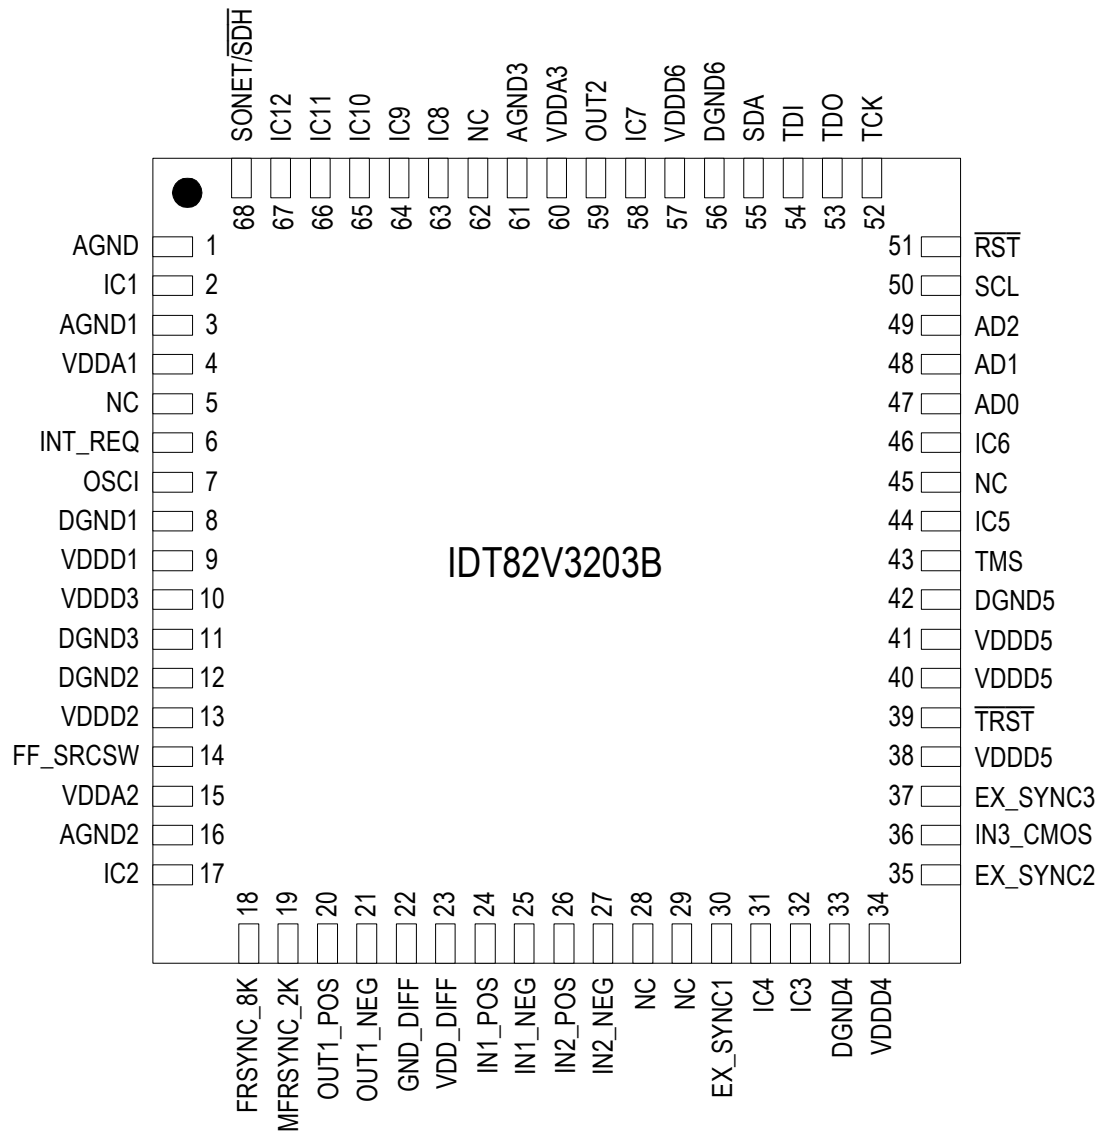 SONET/SDH
IC12
IC11
IC10
IC9
IC8
NC
AGND3
VDDA3
OUT2
IC7
VDDD6
DGND6
SDA
TDI
TDO
TCK
68
67
66
65
64
63
62
61
60
59
58
57
56
55
54
53
52
AGND 1
IC1 2
AGND1 3
VDDA1 4
NC 5
INT_REQ 6
OSCI 7
DGND1 8
VDDD1 9
VDDD3 10
DGND3 11
DGND2 12
VDDD2 13
FF_SRCSW 14
VDDA2 15
AGND2 16
IC2 17
IDT82V3203B
51 RST
50 SCL
49 AD2
48 AD1
47 AD0
46 IC6
45 NC
44 IC5
43 TMS
42 DGND5
41 VDDD5
40 VDDD5
39 TRST
38 VDDD5
37 EX_SYNC3
36 IN3_CMOS
35 EX_SYNC2
18
19
20
21
22
23
24
25
26
27
28
29
30
31
32
33
34
FRSYNC_8K
MFRSYNC_2K
OUT1_POS
OUT1_NEG
GND_DIFF
VDD_DIFF
IN1_POS
IN1_NEG
IN2_POS
IN2_NEG
NC
NC
EX_SYNC1
IC4
IC3
DGND4
VDDD4